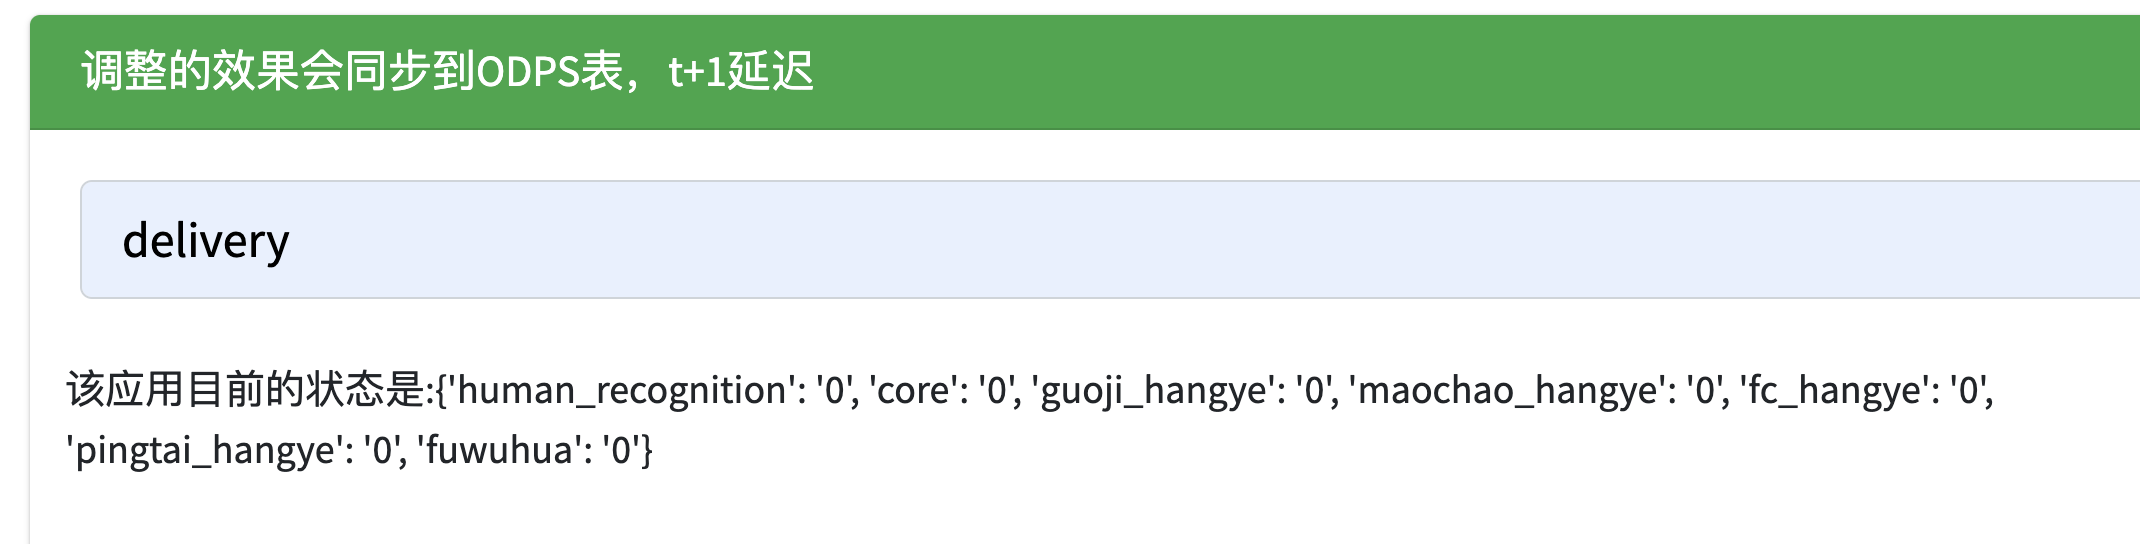 调整的效果会同步到ODPS表，t+1延迟
delivery
该应用目前的状态是:{'human_recognition': '0', 'core': '0', 'guoji_hangye': '0', 'maochao_hangye': '0', 'fc_hangye': '0',
'pingtai_hangye': '0', 'fuwuhua': '0'}